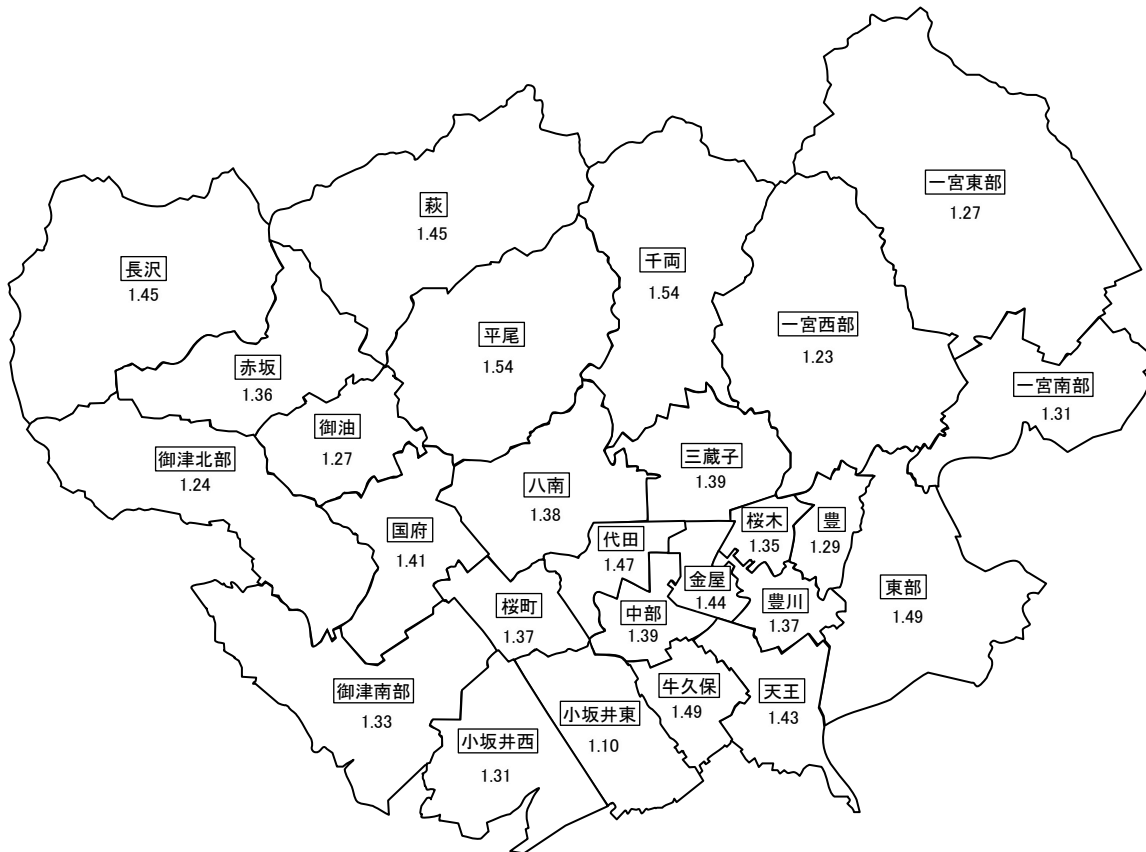 一宮東部
1.27
萩
1.45
千両
1.54
長沢
1.45
一宮西部
1.23
平尾
1.54
赤坂
1.36
一宮南部
1.31
御油
1.27
御津北部
1.24
三蔵子
1.39
八南
1.38
国府
1.41
代田
1.47
桜木
1.35
豊
1.29
金屋
1.44
豊川
1.37
東部
1.49
桜町
1.37
中部
1.39
御津南部
1.33
牛久保
1.49
天王
1.43
小坂井東
1.10
小坂井西
1.31